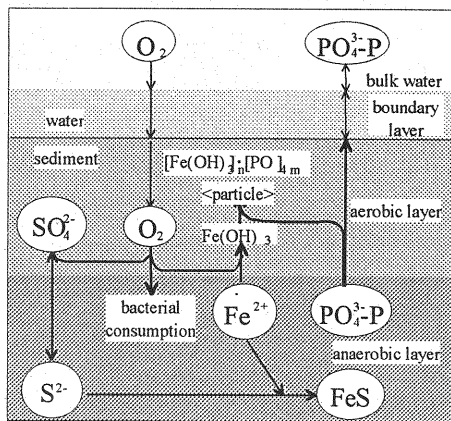 O₂
PO₄³⁻-P
bulk water
boundary
layer
water
sediment
[Fe(OH)₃]ₙ·[PO₄]ₘ
<particle>
SO₄²⁻
O₂
Fe(OH)₃
aerobic layer
bacterial
consumption
Fe²⁺
PO₄³⁻-P
anaerobic layer
S²⁻
FeS